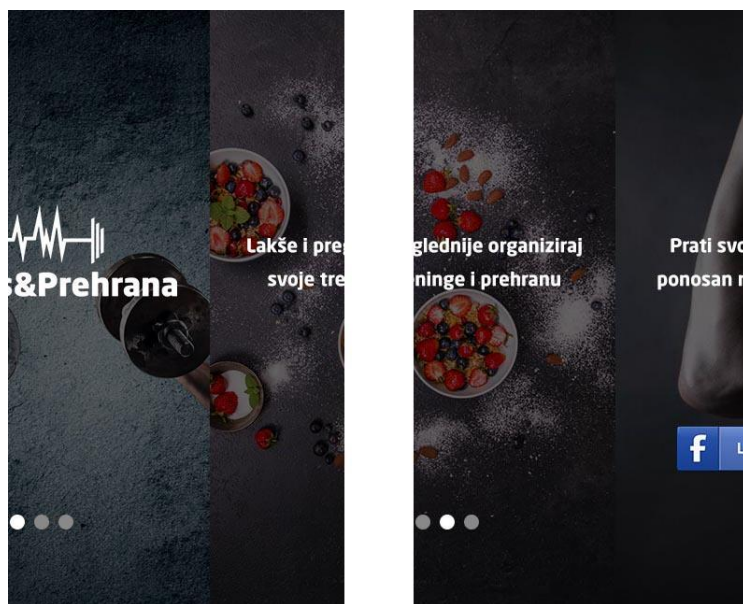 s&Prehrana
Lakše i preg
svoje tre
glednije organiziraj
ninge i prehranu
Prati svo
ponosan n
f L